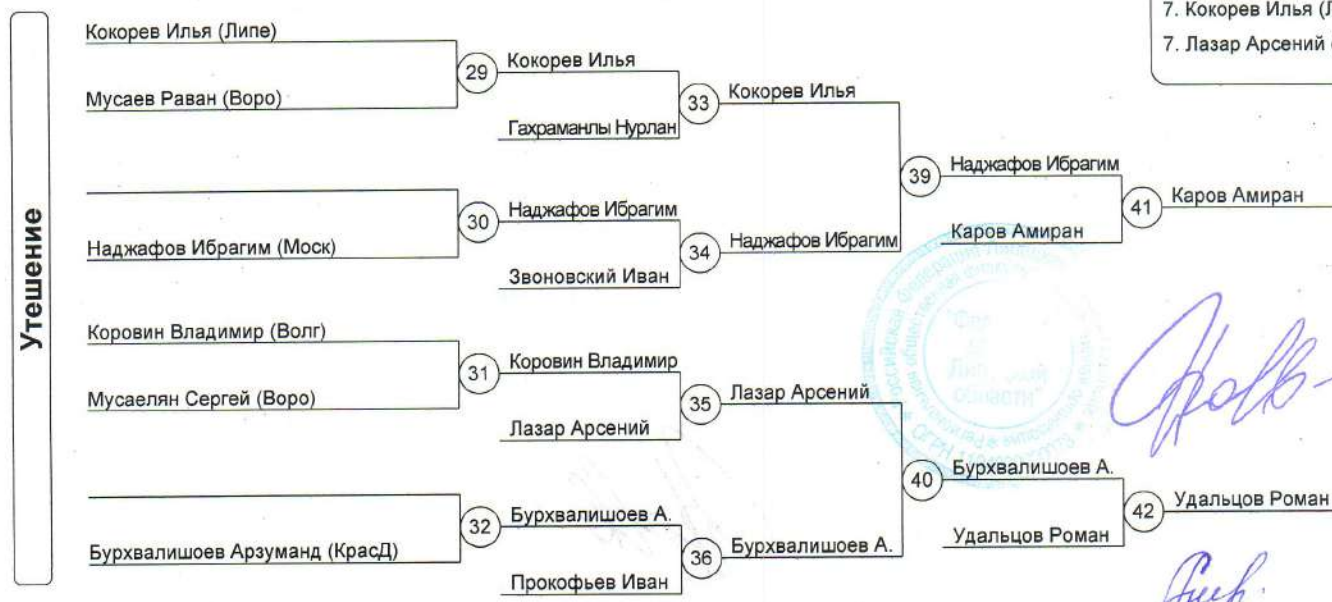 7. Кокорев Илья
7. Лазар Арсений
Утешение
Кокорев Илья (Липе)
Мусаев Раван (Воро)
29
Кокорев Илья
Гахраманлы Нурлан
33
Кокорев Илья
Наджафов Ибрагим (Моск)
30
Наджафов Ибрагим
Звоновский Иван
34
Наджафов Ибрагим
39
Наджафов Ибрагим
Каров Амиран
41
Каров Амиран
Коровин Владимир (Волг)
Мусаелян Сергей (Воро)
31
Коровин Владимир
Лазар Арсений
35
Лазар Арсений
Бурхвалишоев Арзуманд (КрасД)
32
Бурхвалишоев А.
Прокофьев Иван
36
Бурхвалишоев А.
40
Бурхвалишоев А.
Удальцов Роман
42
Удальцов Роман
области"
ОГРН